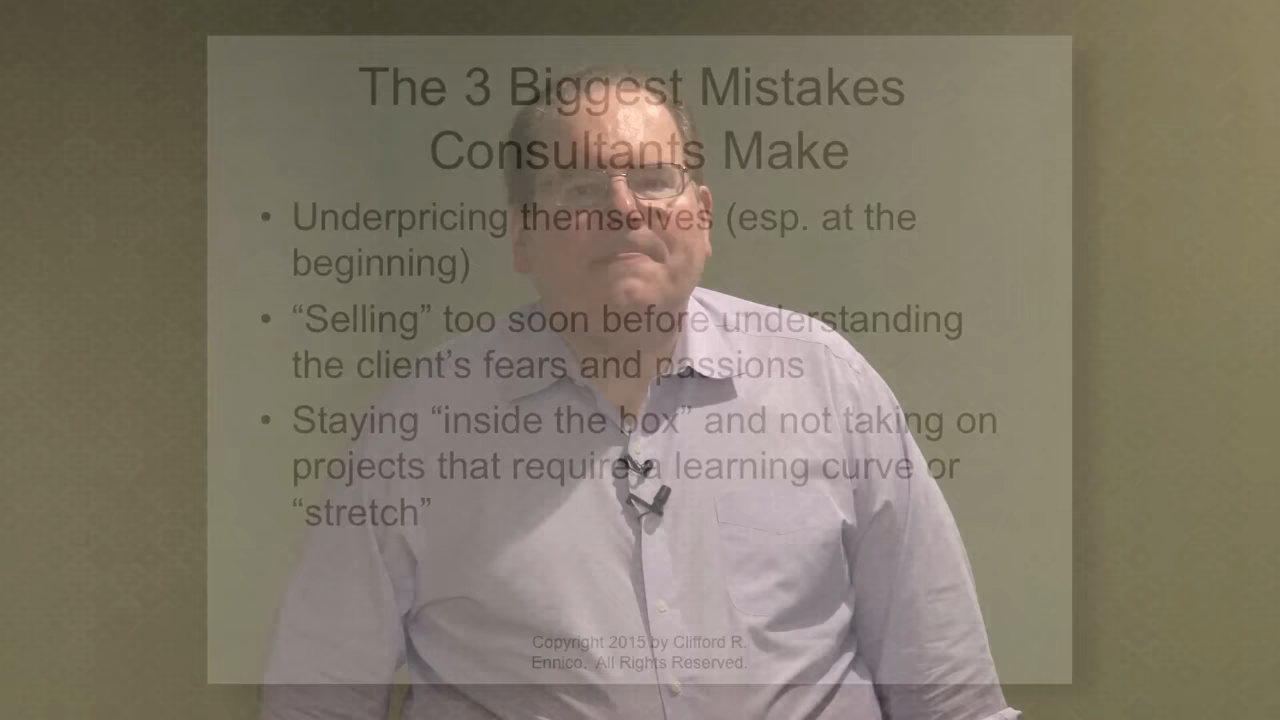 The 3 Biggest Mistakes
Consultants Make
• Underpricing themselves (esp. at the
beginning)
• “Selling” too soon before understanding
the client’s fears and passions
• Staying “inside the box” and not taking on
projects that require a learning curve or
“stretch”
Copyright 2015 by Clifford R.
Ennico. All Rights Reserved.